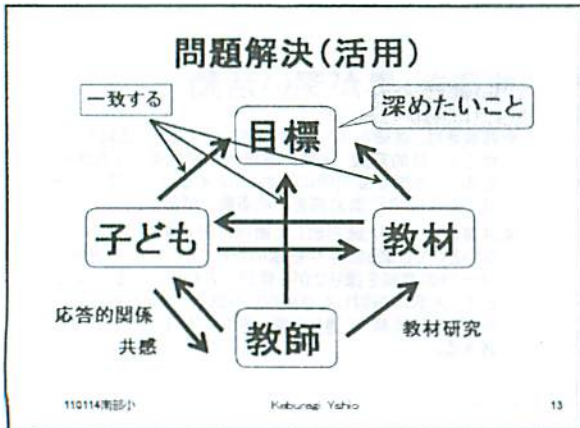 問題解決(活用)
一致する
深めたいこと
目標
子ども
教材
応答的関係
共感
教師
教材研究
110114南部小
Kaburagi Yshio
13